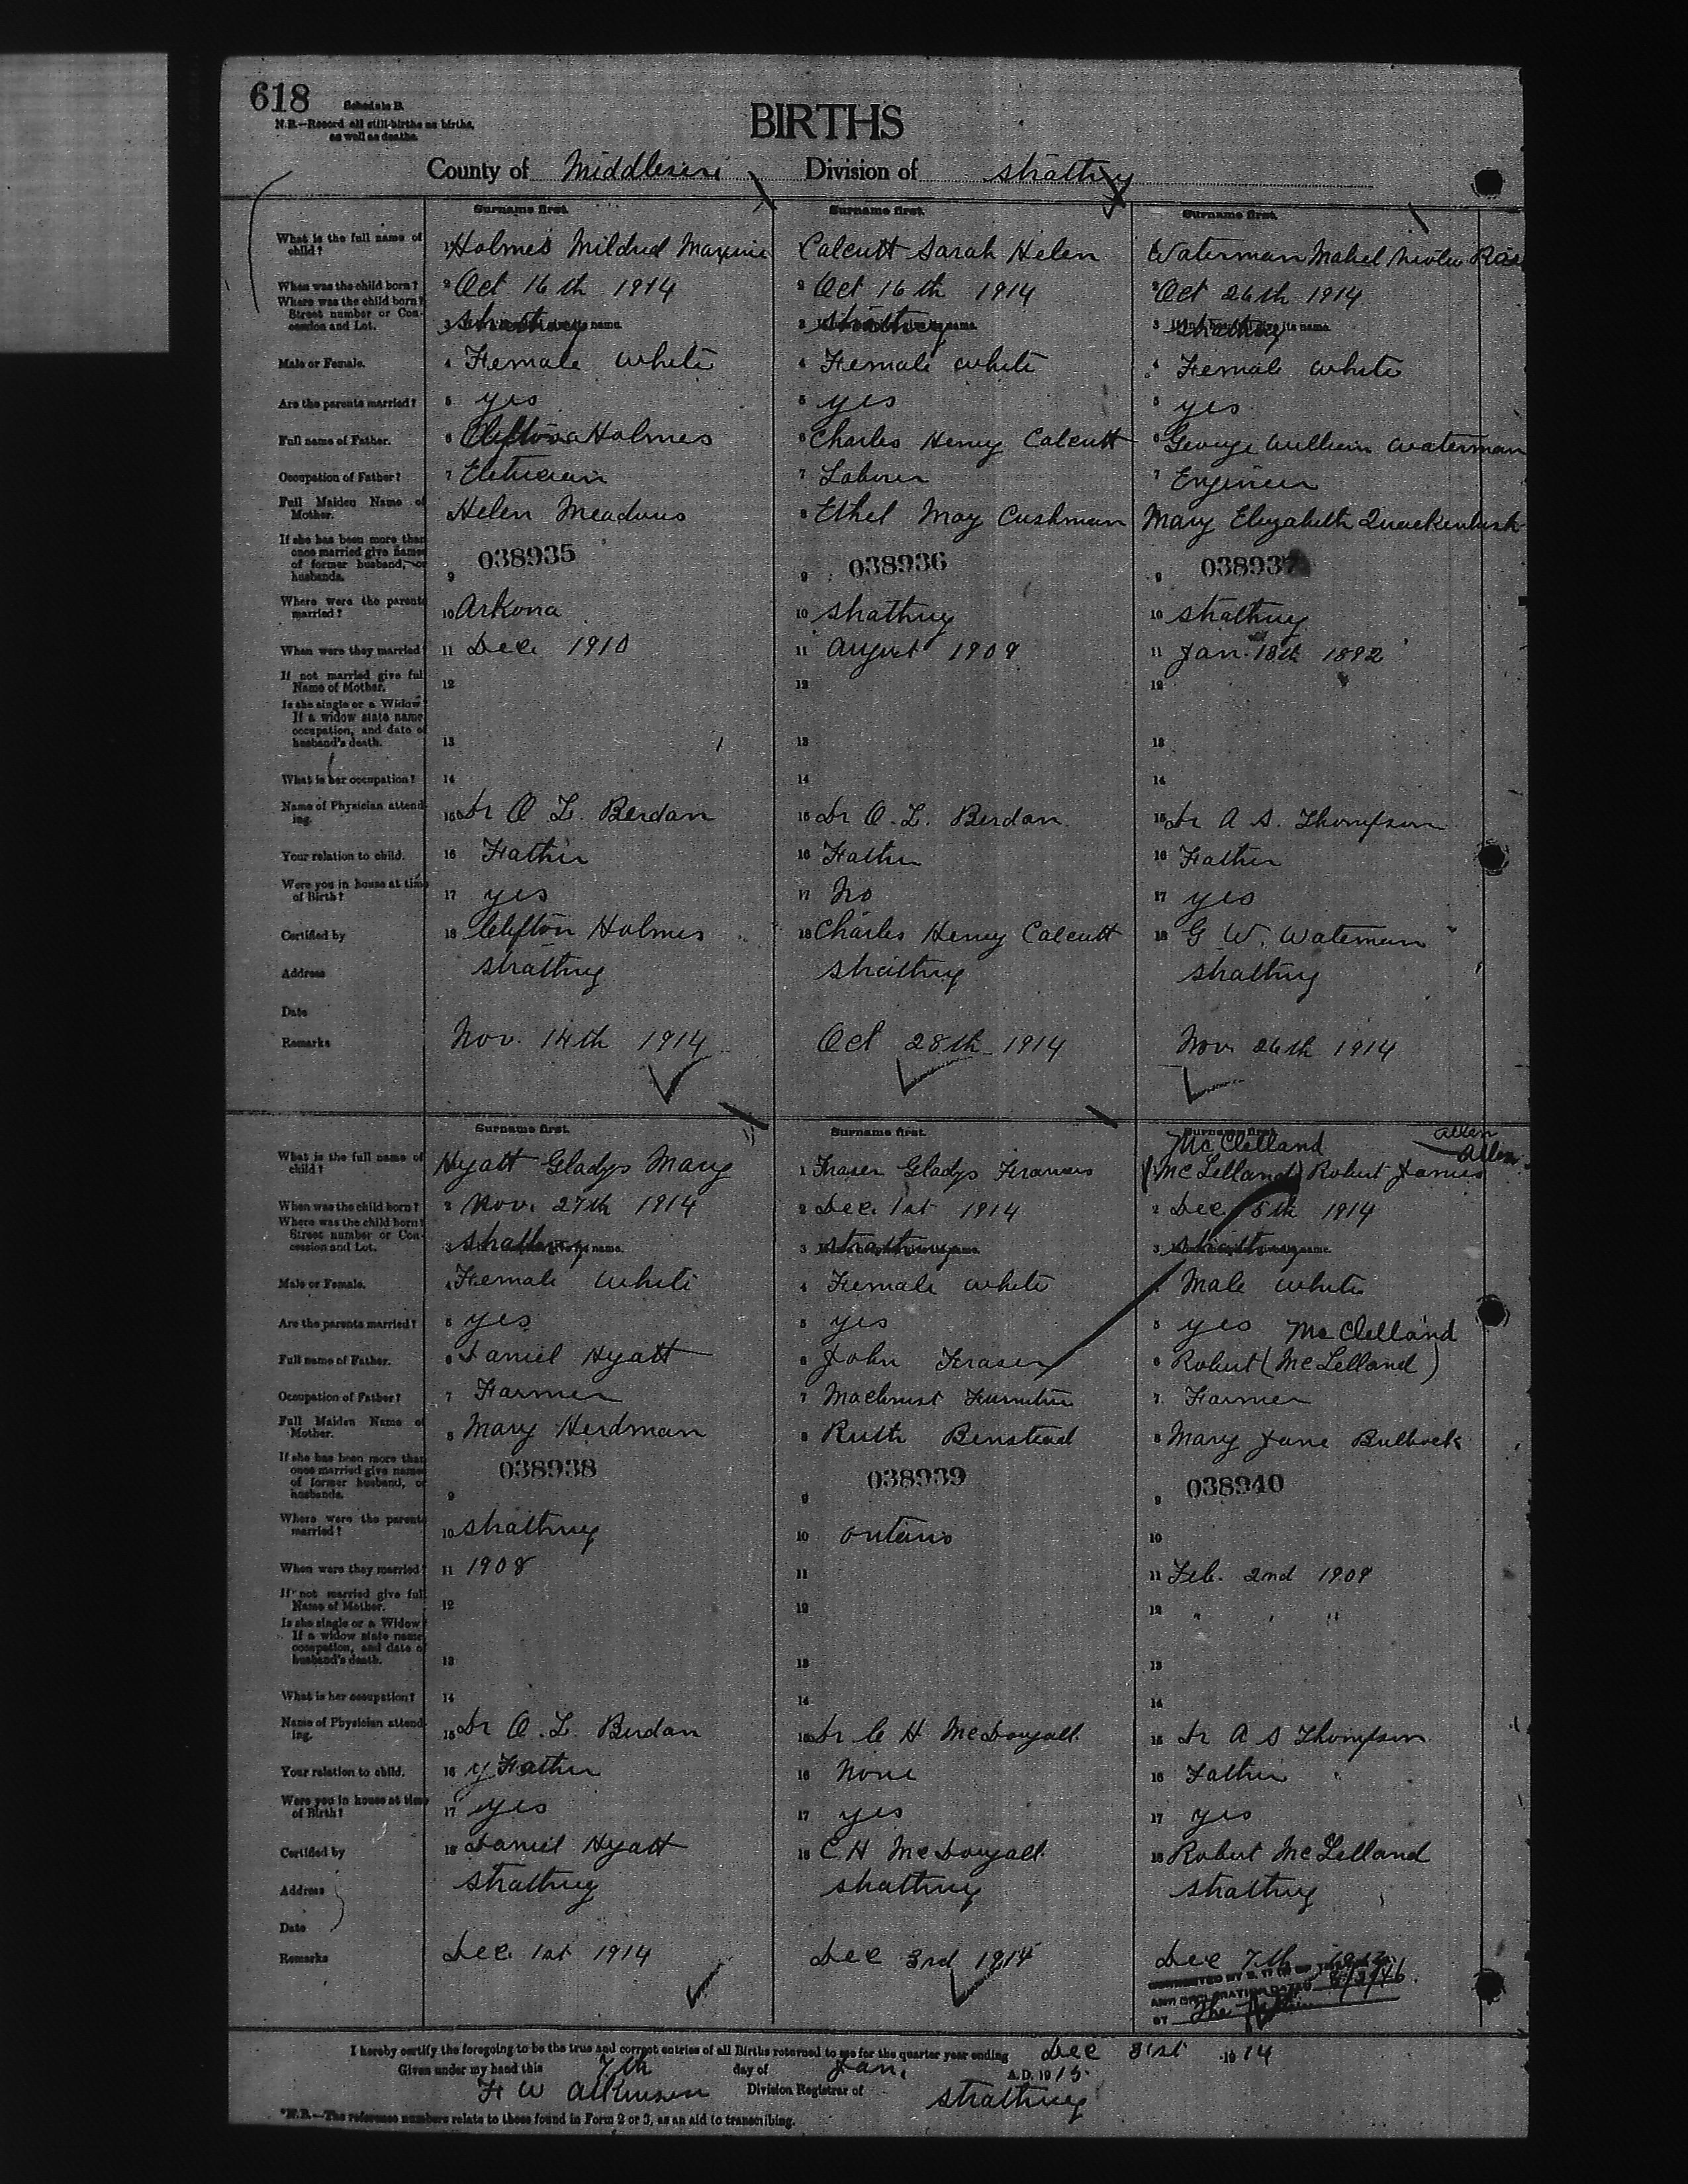 618
Schedule B.
N.B.—Record all still-births as births, as well as deaths.
BIRTHS
County of Middlesex Division of Strathroy
Surname first.
What is the full name of child? 1 Holmes Mildred
When was the child born? 2 Oct 16th 1914
Where was the child born? Street number or Concession and Lot. 3 Strathroy
Male or Female. 4 Female white
Are the parents married? 5 yes
Full name of Father. 6 Clifton Holmes
Occupation of Father? 7
Full Maiden Name of Mother. 8 Helen Meadows
If she has been more than once married give names of former husband, or husbands. 9 038935
Where were the parents married? 10 Arkona
When were they married? 11 Dec. 1910
If not married give full Name of Mother. 12
Is she single or a Widow? If a widow state name, occupation, and date of husband's death. 13
What is her occupation? 14
Name of Physician attending. 15 Dr O. L. Berdan
Your relation to child. 16 Father
Were you in house at time of Birth? 17 yes
Certified by 18 Clifton Holmes
Address Strathroy
Date
Remarks Nov. 14th 1914
Surname first.
1 Calcutt Sarah Helen
2 Oct 16th 1914
3 Strathroy
4 Female white
5 yes
6 Charles Henry Calcutt
7 Labourer
8 Ethel May Cushman
9 038936
10 Strathroy
11 August 1909
12
13
14
15 Dr O. L. Berdan
16 Father
17 No
18 Charles Henry Calcutt
Strathroy
Oct 28th 1914
Surname first.
1 Waterman Mabel
2 Oct 26th 1914
3 Strathroy
4 Female white
5 yes
6 George William Waterman
7 Engineer
8 Mary Elizabeth Quackenbush
9 038937
10 Strathroy
11 Jan. 18th 1892
12
13
14
15 Dr A S. Thompson
16 Father
17 yes
18 G W. Waterman
Strathroy
Nov. 26th 1914
Surname first.
What is the full name of child? Hyatt Gladys Mary
When was the child born? 2 Nov. 27th 1914
Where was the child born? Street number or Concession and Lot. 3 Strathroy
Male or Female. 4 Female white
Are the parents married? 5 yes
Full name of Father. 6 Daniel Hyatt
Occupation of Father? 7 Farmer
Full Maiden Name of Mother. 8 Mary Herdman
If she has been more than once married give names of former husband, or husbands. 9 038938
Where were the parents married? 10 Strathroy
When were they married? 11 1908
If not married give full Name of Mother. 12
Is she single or a Widow? If a widow state name, occupation, and date of husband's death. 13
What is her occupation? 14
Name of Physician attending. 15 Dr O. L. Berdan
Your relation to child. 16 Father
Were you in house at time of Birth? 17 yes
Certified by 18 Daniel Hyatt
Address Strathroy
Date
Remarks Dec. 1st 1914
Surname first.
1 Fraser Gladys Frances
2 Dec. 1st 1914
3 Strathroy
4 Female white
5 yes
6 John Fraser
7 Machinist Furniture
8 Ruth Binstead
9 038939
10 Ontario
11
12
13
14
15 Dr C H McDougall
16 None
17 yes
18 C H McDougall
Strathroy
Dec 3rd 1914
Surname first.
McClelland Allen
1 (McLelland) Robert James Allen
2 Dec. 5th 1914
3 Strathroy
Male white
5 yes McClelland
6 Robert (McLelland)
7 Farmer
8 Mary Jane Bulbeck
9 038940
10
11 Feb. 2nd 1909
12 " " "
13
14
15 Dr A S Thompson
16 Father
17 yes
18 Robert McLelland
Strathroy
Dec 7th
I hereby certify the foregoing to be the true and correct entries of all Births returned to me for the quarter year ending Dec 31st 1914
Given under my hand this 7th day of Jan. A.D. 1915.
F. W Atkinson Division Registrar of Strathroy
*N.B.—The reference numbers relate to those found in Form 2 or 3, as an aid to transcribing.